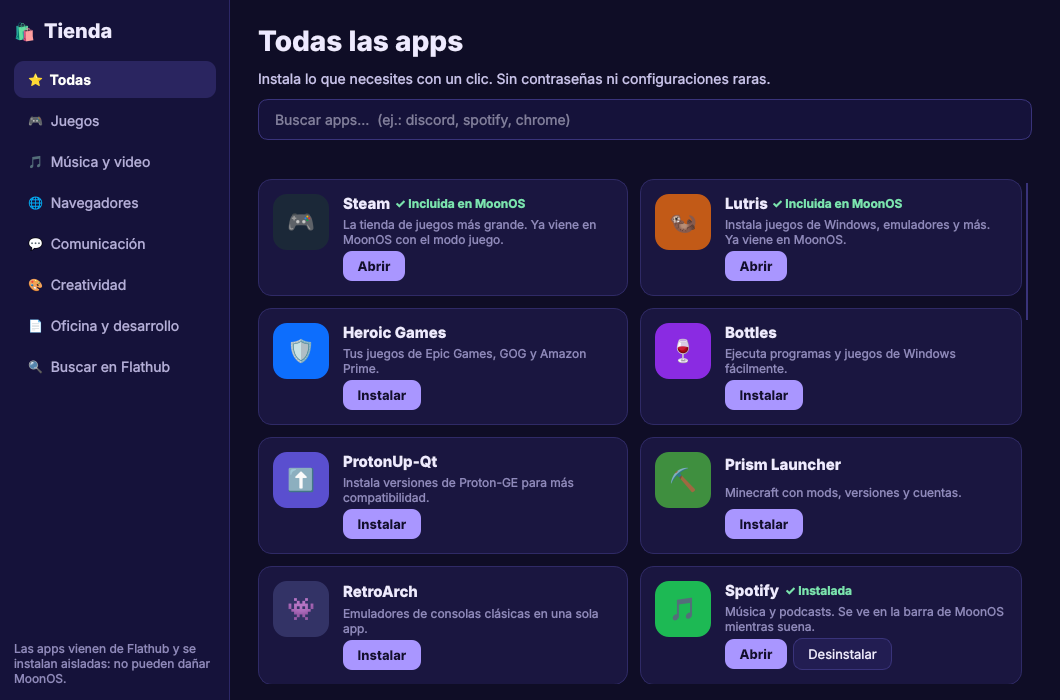 Tienda
Todas
Juegos
Música y video
Navegadores
Comunicación
Creatividad
Oficina y desarrollo
Buscar en Flathub
Las apps vienen de Flathub y se
instalan aisladas: no pueden dañar
MoonOS.
Todas las apps
Instala lo que necesites con un clic. Sin contraseñas ni configuraciones raras.
Buscar apps... (ej.: discord, spotify, chrome)
Steam ✓ Incluida en MoonOS
La tienda de juegos más grande. Ya viene en
MoonOS con el modo juego.
Abrir
Lutris ✓ Incluida en MoonOS
Instala juegos de Windows, emuladores y más.
Ya viene en MoonOS.
Abrir
Heroic Games
Tus juegos de Epic Games, GOG y Amazon
Prime.
Instalar
Bottles
Ejecuta programas y juegos de Windows
fácilmente.
Instalar
ProtonUp-Qt
Instala versiones de Proton-GE para más
compatibilidad.
Instalar
Prism Launcher
Minecraft con mods, versiones y cuentas.
Instalar
RetroArch
Emuladores de consolas clásicas en una sola
app.
Instalar
Spotify ✓ Instalada
Música y podcasts. Se ve en la barra de MoonOS
mientras suena.
Abrir
Desinstalar